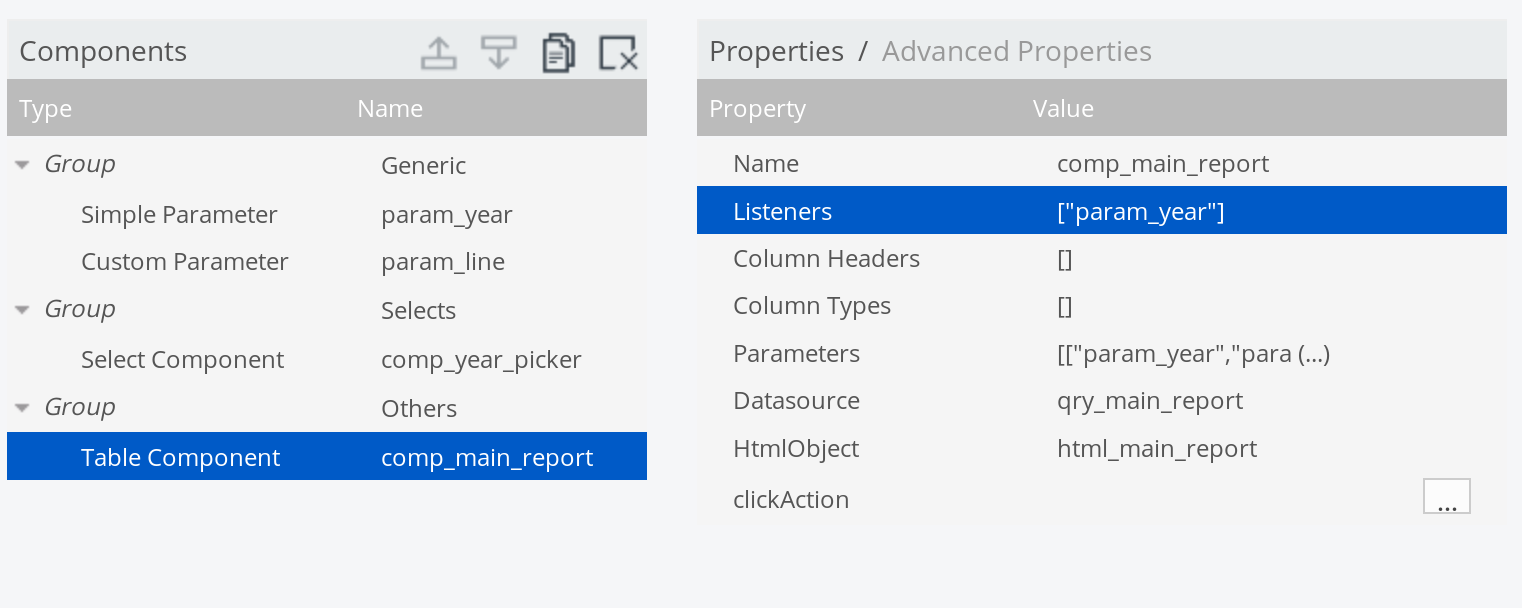 Components
Type Name
Group Generic
Simple Parameter param_year
Custom Parameter param_line
Group Selects
Select Component comp_year_picker
Group Others
Table Component comp_main_report
Properties / Advanced Properties
Property Value
Name comp_main_report
Listeners ["param_year"]
Column Headers []
Column Types []
Parameters [["param_year","para (...)
Datasource qry_main_report
HtmlObject html_main_report
clickAction ...